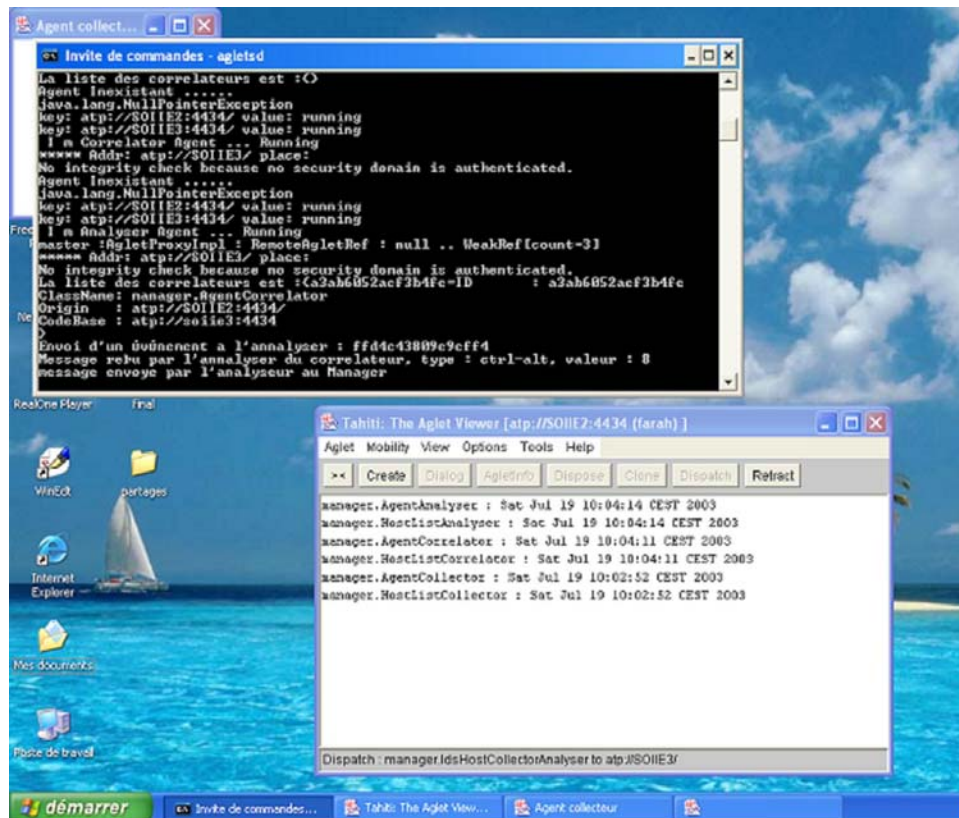 Agent collect...
Invite de commandes - agletsd
La liste des correlateurs est :{}
Agent Inexistant ......
java.lang.NullPointerException
key: atp://SOIIE2:4434/ value: running
key: atp://SOIIE3:4434/ value: running
I m Correlator Agent ... Running
***** Addr: atp://SOIIE3/ place:
No integrity check because no security domain is authenticated.
Agent Inexistant ......
java.lang.NullPointerException
key: atp://SOIIE2:4434/ value: running
key: atp://SOIIE3:4434/ value: running
I m Analyser Agent ... Running
master :AgletProxyImpl : RemoteAgletRef : null .. WeakRef[count=3]
***** Addr: atp://SOIIE3/ place:
No integrity check because no security domain is authenticated.
La liste des correlateurs est :{a3ab6052acf3b4fc=ID : a3ab6052acf3b4fc
ClassName: manager.AgentCorrelator
Origin : atp://SOIIE2:4434/
CodeBase : atp://soiie3:4434
}
Envoi d'un évúnement a l'annalyser : ffd4c43809c9cff4
Message reþu par l'annalyser du correlateur, type : ctrl-alt, valeur : 8
message envoye par l'analyseur au Manager
Free
Ne
RealOne Player
final
Tahiti: The Aglet Viewer [atp://SOIIE2:4434 (farah) ]
Aglet Mobility View Options Tools Help
>< Create Dialog AgletInfo Dispose Clone Dispatch Retract
WinEdt
partages
manager.AgentAnalyser : Sat Jul 19 10:04:14 CEST 2003
manager.HostListAnalyser : Sat Jul 19 10:04:14 CEST 2003
manager.AgentCorrelator : Sat Jul 19 10:04:11 CEST 2003
manager.HostListCorrelator : Sat Jul 19 10:04:11 CEST 2003
manager.AgentCollector : Sat Jul 19 10:02:52 CEST 2003
manager.HostListCollector : Sat Jul 19 10:02:52 CEST 2003
Internet
Explorer
Mes documents
Poste de travail
Dispatch : manager.IdsHostCollectorAnalyser to atp://SOIIE3/
démarrer
Invite de commandes...
Tahiti: The Aglet View...
Agent collecteur